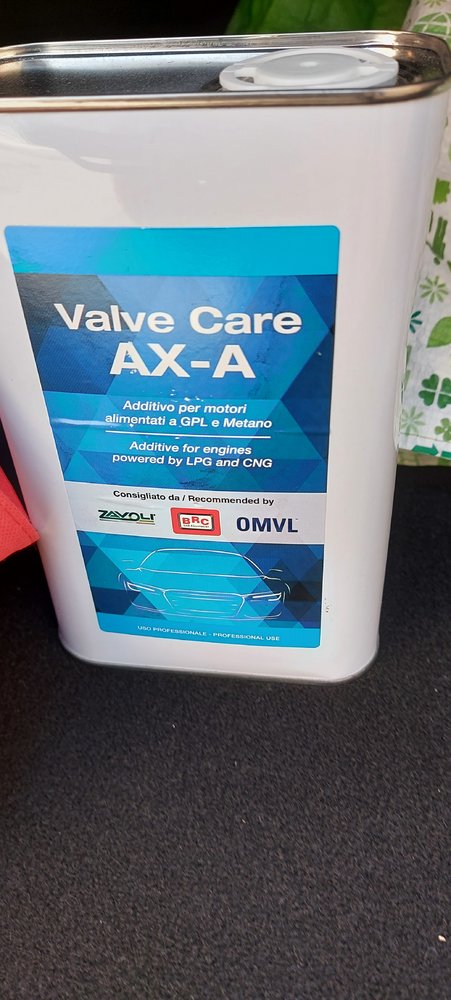 Valve Care
AX-A
Additivo per motori
alimentati a GPL e Metano
Additive for engines
powered by LPG and CNG
Consigliato da / Recommended by
ZAVOLI
BRC
OMVL
USO PROFESSIONALE - PROFESSIONAL USE